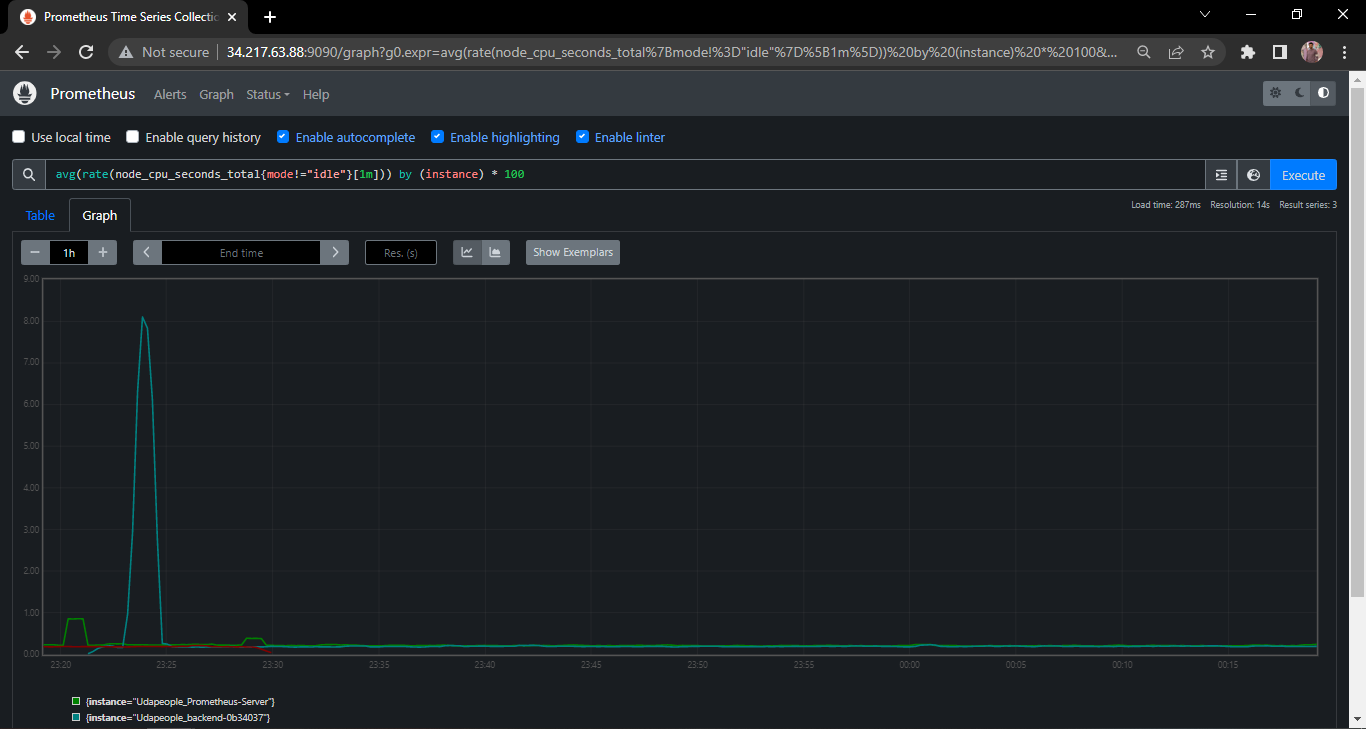 Prometheus Time Series Collectio
Not secure 34.217.63.88:9090/graph?g0.expr=avg(rate(node_cpu_seconds_total%7Bmode!%3D"idle"%7D%5B1m%5D))%20by%20(instance)%20*%20100&...
Prometheus Alerts Graph Status Help
Use local time Enable query history Enable autocomplete Enable highlighting Enable linter
avg(rate(node_cpu_seconds_total{mode!="idle"}[1m])) by (instance) * 100 Execute
Load time: 287ms Resolution: 14s Result series: 3
Table Graph
1h End time Res. (s) Show Exemplars
9.00
8.00
7.00
6.00
5.00
4.00
3.00
2.00
1.00
0.00
23:20 23:25 23:30 23:35 23:40 23:45 23:50 23:55 00:00 00:05 00:10 00:15
{instance="Udapeople_Prometheus-Server"}
{instance="Udapeople_backend-0b34037"}